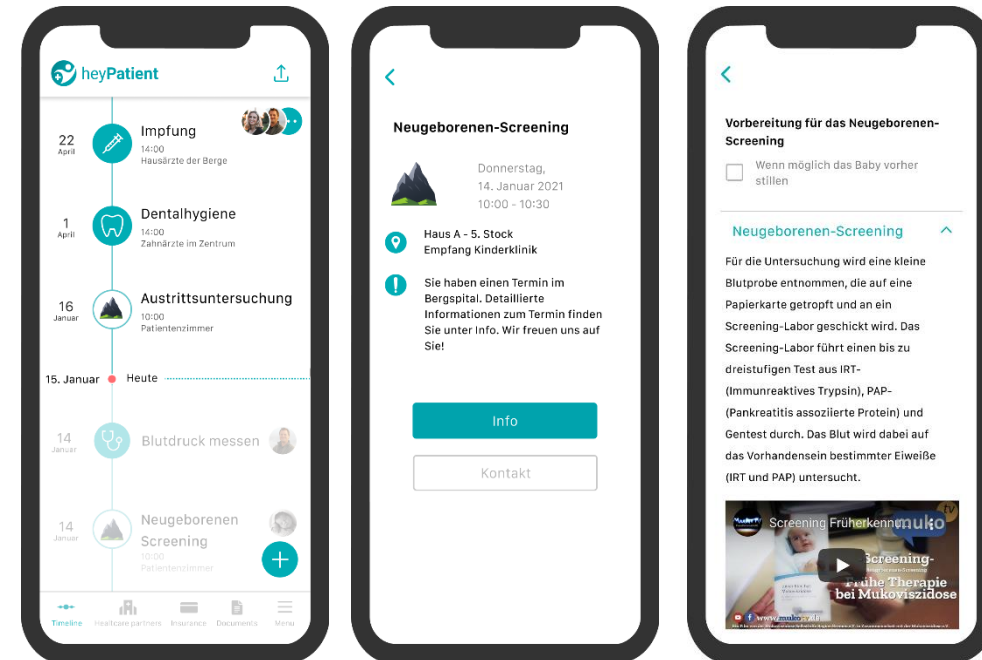 heyPatient
22
April
Impfung
14:00
Hausärzte der Berge
1
April
Dentalhygiene
14:00
Zahnärzte im Zentrum
16
Januar
Austrittsuntersuchung
10:00
Patientenzimmer
15. Januar
Heute
14
Januar
Blutdruck messen
14
Januar
Neugeborenen
Screening
10:00
Patientenzimmer
Timeline
Healtcare partners
Insurance
Documents
Menu
Neugeborenen-Screening
Donnerstag,
14. Januar 2021
10:00 - 10:30
Haus A - 5. Stock
Empfang Kinderklinik
Sie haben einen Termin im
Bergspital. Detaillierte
Informationen zum Termin finden
Sie unter Info. Wir freuen uns auf
Sie!
Info
Kontakt
Vorbereitung für das Neugeborenen-
Screening
Wenn möglich das Baby vorher
stillen
Neugeborenen-Screening
Für die Untersuchung wird eine kleine
Blutprobe entnommen, die auf eine
Papierkarte getropft und an ein
Screening-Labor geschickt wird. Das
Screening-Labor führt einen bis zu
dreistufigen Test aus IRT-
(Immunreaktives Trypsin), PAP-
(Pankreatitis assoziierte Protein) und
Gentest durch. Das Blut wird dabei auf
das Vorhandensein bestimmter Eiweiße
(IRT und PAP) untersucht.
Screening Früherkennu
muko
tv
Screening-
Frühe Therapie
bei Mukoviszidose